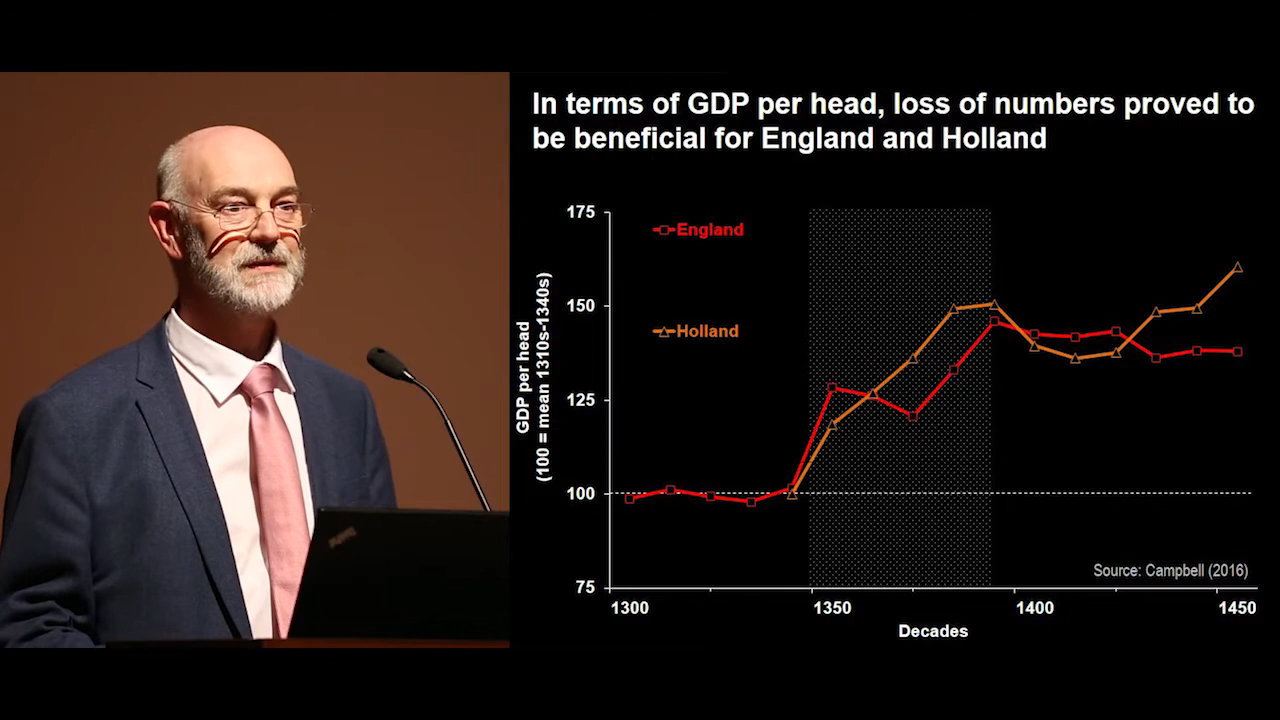 In terms of GDP per head, loss of numbers proved to
be beneficial for England and Holland
175
150
125
100
75
England
Holland
GDP per head
(100 = mean 1310s-1340s)
Source: Campbell (2016)
1300
1350
1400
1450
Decades